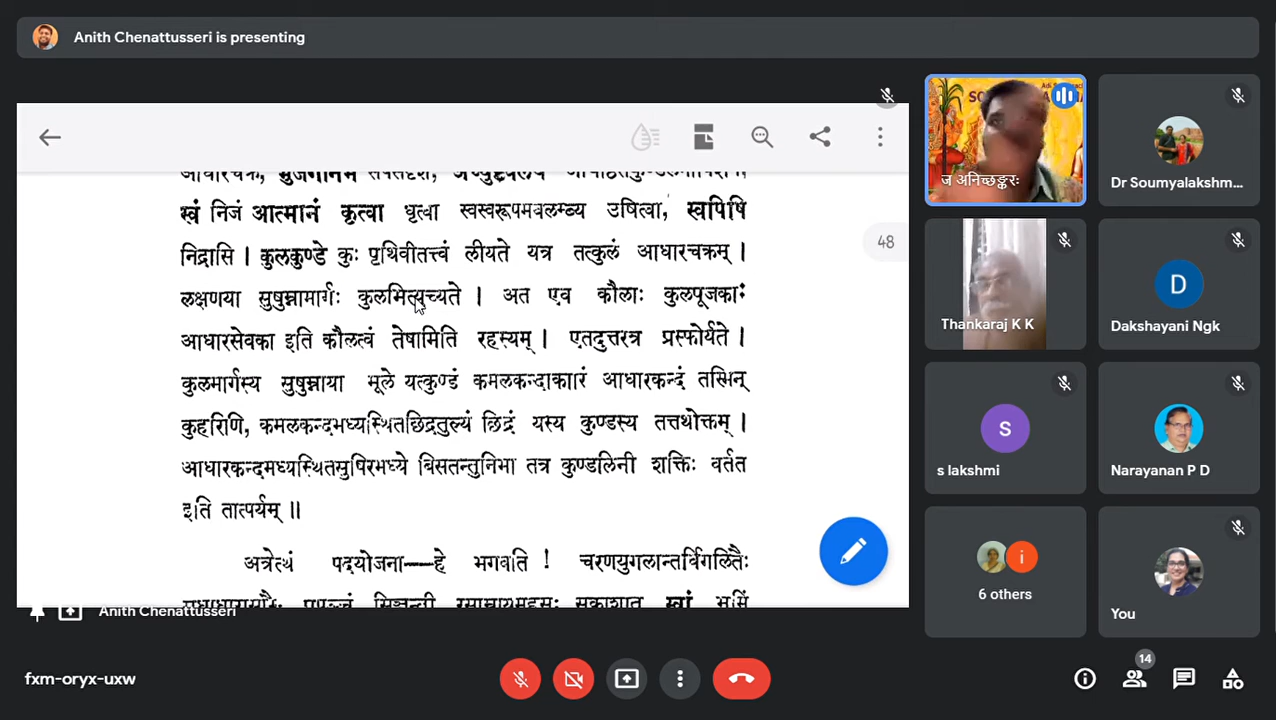 Anith Chenattusseri is presenting
स्वं निजं आत्मानं कृत्वा धृत्वा स्वस्वरूपमवलम्ब्य उषित्वा, स्वपिषि
निद्रासि । कुलकुण्डे कुः पृथिवीतत्त्वं लीयते यत्र तत्कुलं आधारचक्रम् ।
लक्षणया सुषुम्नामार्गः कुलमित्युच्यते । अत एव कौलाः कुलपूजकाः
आधारसेवका इति कौलत्वं तेषामिति रहस्यम् । एतदुत्तरत्र प्रस्फोर्यते ।
कुलमार्गस्य सुषुम्नाया मूले यत्कुण्डं कमलकन्दाकारं आधारकन्दं तस्मिन्
कुहरिणि, कमलकन्दमध्यस्थितछिद्रतुल्यं छिद्रं यस्य कुण्डस्य तत्तथोक्तम् ।
आधारकन्दमध्यस्थितसुषिरमध्ये बिसतन्तुनिभा तत्र कुण्डलिनी शक्तिः वर्तत
इति तात्पर्यम् ॥
अत्रेत्थं पदयोजना—हे भगवति ! चरणयुगलान्तर्विगलितैः
48
Anith Chenattusseri
ज अनिच्छङ्करः
Dr Soumyalakshm...
Thankaraj K K
D
Dakshayani Ngk
S
s lakshmi
Narayanan P D
i
6 others
You
fxm-oryx-uxw
14